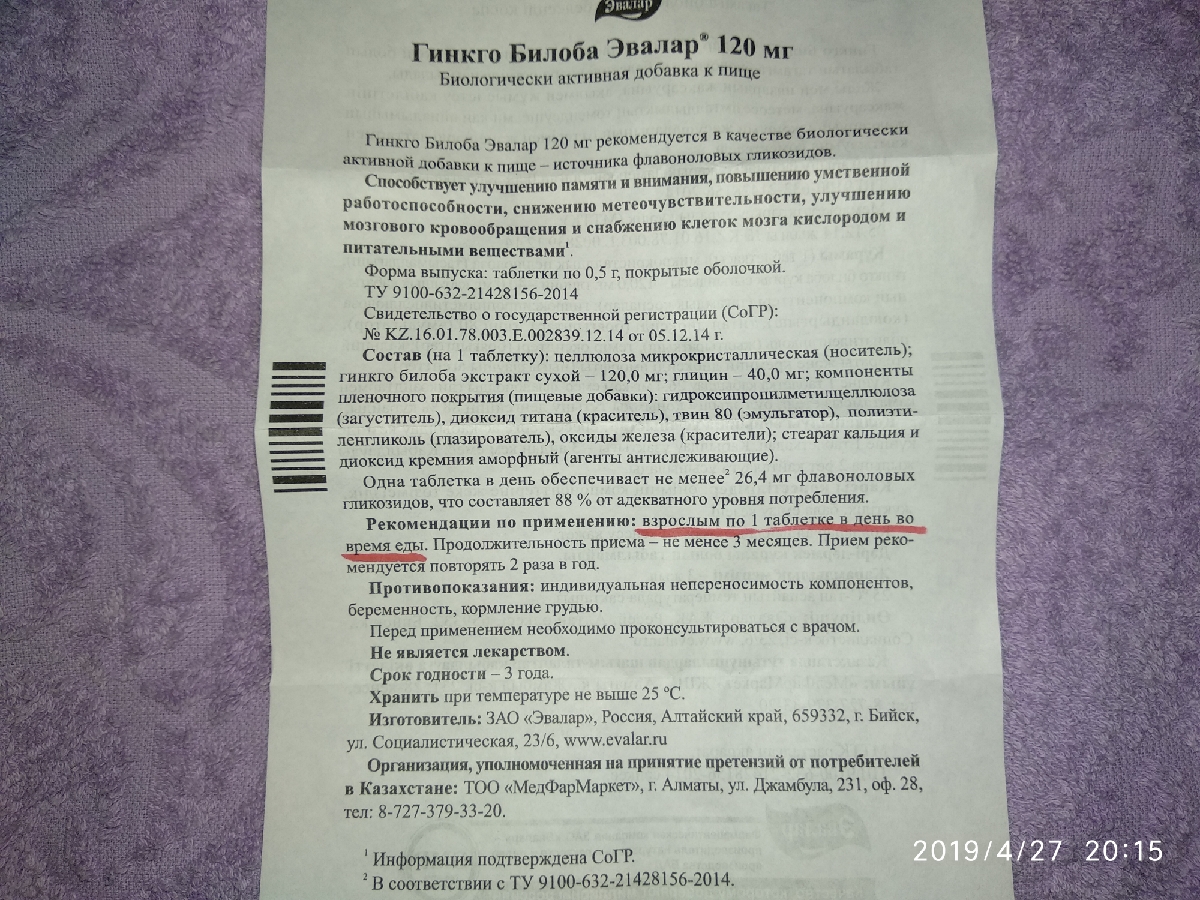 Эвалар
Гинкго Билоба Эвалар® 120 мг
Биологически активная добавка к пище
Гинкго Билоба Эвалар 120 мг рекомендуется в качестве биологически
активной добавки к пище – источника флавоноловых гликозидов.
Способствует улучшению памяти и внимания, повышению умственной
работоспособности, снижению метеочувствительности, улучшению
мозгового кровообращения и снабжению клеток мозга кислородом и
питательными веществами¹.
Форма выпуска: таблетки по 0,5 г, покрытые оболочкой.
ТУ 9100-632-21428156-2014
Свидетельство о государственной регистрации (СоГР):
№ KZ.16.01.78.003.Е.002839.12.14 от 05.12.14 г.
Состав (на 1 таблетку): целлюлоза микрокристаллическая (носитель);
гинкго билоба экстракт сухой – 120,0 мг; глицин – 40,0 мг; компоненты
пленочного покрытия (пищевые добавки): гидроксипропилметилцеллюлоза
(загуститель), диоксид титана (краситель), твин 80 (эмульгатор), полиэти-
ленгликоль (глазирователь), оксиды железа (красители); стеарат кальция и
диоксид кремния аморфный (агенты антислеживающие).
Одна таблетка в день обеспечивает не менее² 26,4 мг флавоноловых
гликозидов, что составляет 88 % от адекватного уровня потребления.
Рекомендации по применению: взрослым по 1 таблетке в день во
время еды. Продолжительность приема – не менее 3 месяцев. Прием реко-
мендуется повторять 2 раза в год.
Противопоказания: индивидуальная непереносимость компонентов,
беременность, кормление грудью.
Перед применением необходимо проконсультироваться с врачом.
Не является лекарством.
Срок годности – 3 года.
Хранить при температуре не выше 25 °С.
Изготовитель: ЗАО «Эвалар», Россия, Алтайский край, 659332, г. Бийск,
ул. Социалистическая, 23/6, www.evalar.ru
Организация, уполномоченная на принятие претензий от потребителей
в Казахстане: ТОО «МедФарМаркет», г. Алматы, ул. Джамбула, 231, оф. 28,
тел: 8-727-379-33-20.
¹ Информация подтверждена СоГР.
² В соответствии с ТУ 9100-632-21428156-2014.
2019/4/27 20:15